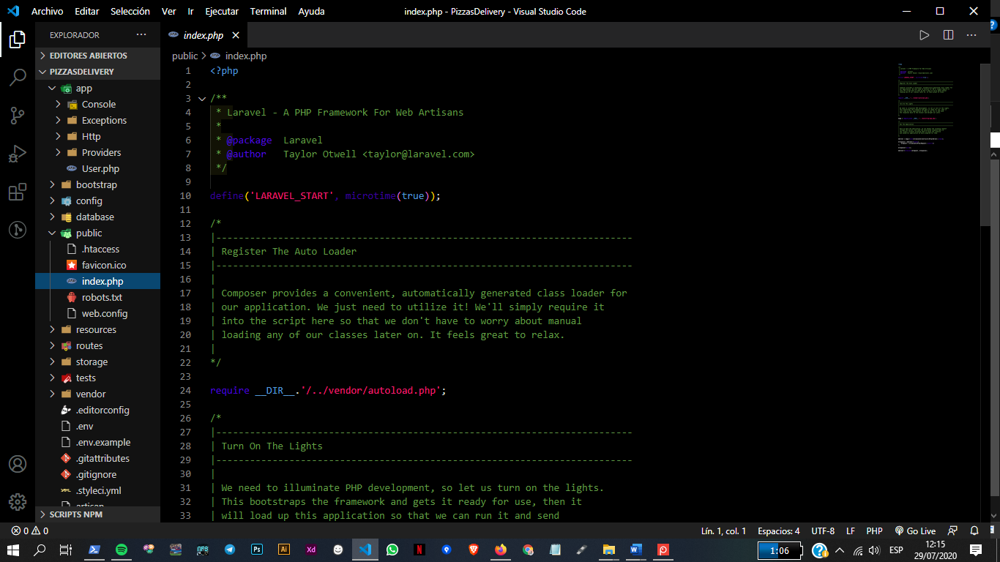 Archivo Editar Selección Ver Ir Ejecutar Terminal Ayuda
index.php - PizzasDelivery - Visual Studio Code
EXPLORADOR
EDITORES ABIERTOS
PIZZASDELIVERY
app
Console
Exceptions
Http
Providers
User.php
bootstrap
config
database
public
.htaccess
favicon.ico
index.php
robots.txt
web.config
resources
routes
storage
tests
vendor
.editorconfig
.env
.env.example
.gitattributes
.gitignore
.styleci.yml
artisan
SCRIPTS NPM
index.php
public > index.php
1 <?php
2
3 /**
4 * Laravel - A PHP Framework For Web Artisans
5 *
6 * @package Laravel
7 * @author Taylor Otwell <taylor@laravel.com>
8 */
9
10 define('LARAVEL_START', microtime(true));
11
12 /*
13 |--------------------------------------------------------------------------
14 | Register The Auto Loader
15 |--------------------------------------------------------------------------
16 |
17 | Composer provides a convenient, automatically generated class loader for
18 | our application. We just need to utilize it! We'll simply require it
19 | into the script here so that we don't have to worry about manual
20 | loading any of our classes later on. It feels great to relax.
21 |
22 */
23
24 require __DIR__.'/../vendor/autoload.php';
25
26 /*
27 |--------------------------------------------------------------------------
28 | Turn On The Lights
29 |--------------------------------------------------------------------------
30 |
31 | We need to illuminate PHP development, so let us turn on the lights.
32 | This bootstraps the framework and gets it ready for use, then it
33 | will load up this application so that we can run it and send
0 0
Lín. 1, col. 1 Espacios: 4 UTF-8 LF PHP Go Live
Ps Ai Xd W
1:06
ESP
12:15
29/07/2020